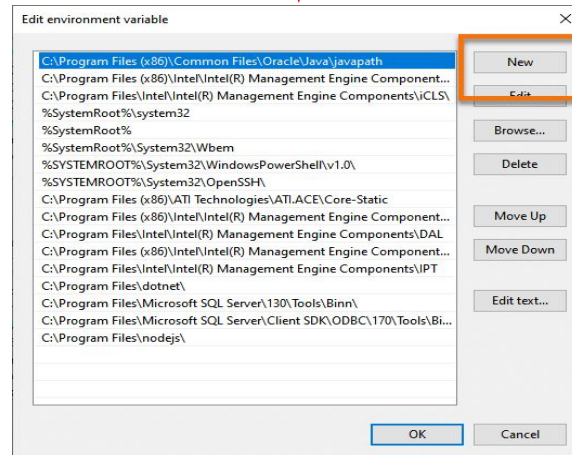 Edit environment variable
C:\Program Files (x86)\Common Files\Oracle\Java\javapath
C:\Program Files (x86)\Intel\Intel(R) Management Engine Component...
C:\Program Files\Intel\Intel(R) Management Engine Components\iCLS\
%SystemRoot%\system32
%SystemRoot%
%SystemRoot%\System32\Wbem
%SYSTEMROOT%\System32\WindowsPowerShell\v1.0\
%SYSTEMROOT%\System32\OpenSSH\
C:\Program Files (x86)\ATI Technologies\ATI.ACE\Core-Static
C:\Program Files (x86)\Intel\Intel(R) Management Engine Component...
C:\Program Files\Intel\Intel(R) Management Engine Components\DAL
C:\Program Files (x86)\Intel\Intel(R) Management Engine Component...
C:\Program Files\Intel\Intel(R) Management Engine Components\IPT
C:\Program Files\dotnet\
C:\Program Files\Microsoft SQL Server\130\Tools\Binn\
C:\Program Files\Microsoft SQL Server\Client SDK\ODBC\170\Tools\Bi...
C:\Program Files\nodejs\
New
Edit
Browse...
Delete
Move Up
Move Down
Edit text...
OK
Cancel